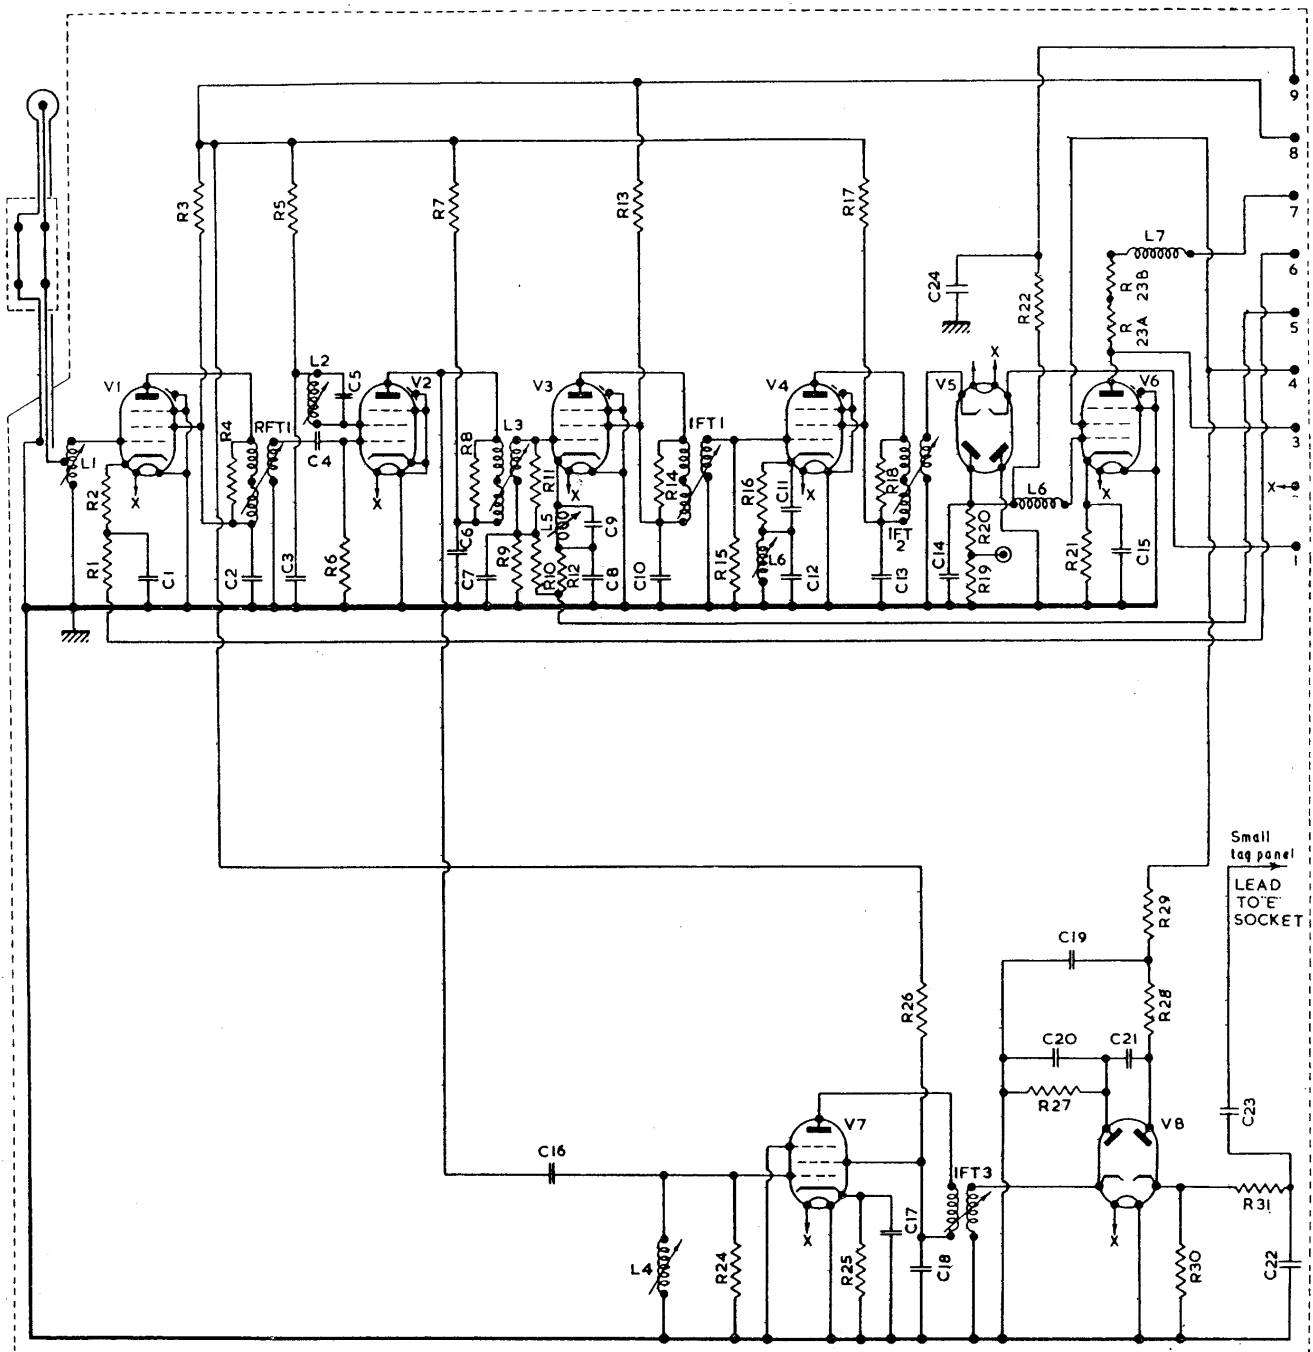 9
8
7
6
5
4
3
X
1
L7
R 23B
R 23A
C24
R22
R3
R5
R7
R13
R17
V1
L2
C5
V2
V3
V4
V5
X
V6
L1
R4
RFT1
C4
R8
L3
R11
IFT1
R14
R16
C11
R18
IFT 2
L6
R2
X
X
X
X
X
R1
C1
C2
C3
R6
C6
C7
R9
R10
L5
C9
R12
C8
C10
R15
L6
C12
C13
C14
R20
R19
R21
C15
Small
tag panel
LEAD
TO "E"
SOCKET
R29
C19
R28
R26
C20
C21
R27
C23
V7
V8
C16
IFT3
R31
L4
R24
X
R25
C17
C18
X
R30
C22